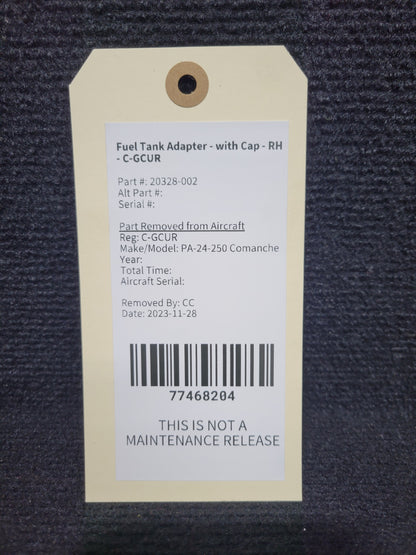 Fuel Tank Adapter - with Cap - RH
- C-GCUR
Part #: 20328-002
Alt Part #:
Serial #:
Part Removed from Aircraft
Reg: C-GCUR
Make/Model: PA-24-250 Comanche
Year:
Total Time:
Aircraft Serial:
Removed By: CC
Date: 2023-11-28
77468204
THIS IS NOT A
MAINTENANCE RELEASE